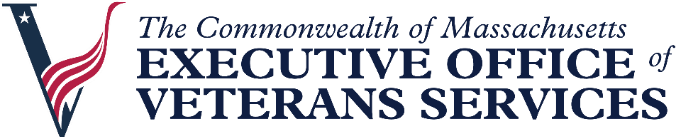 The Commonwealth of Massachusetts
EXECUTIVE OFFICE of
VETERANS SERVICES